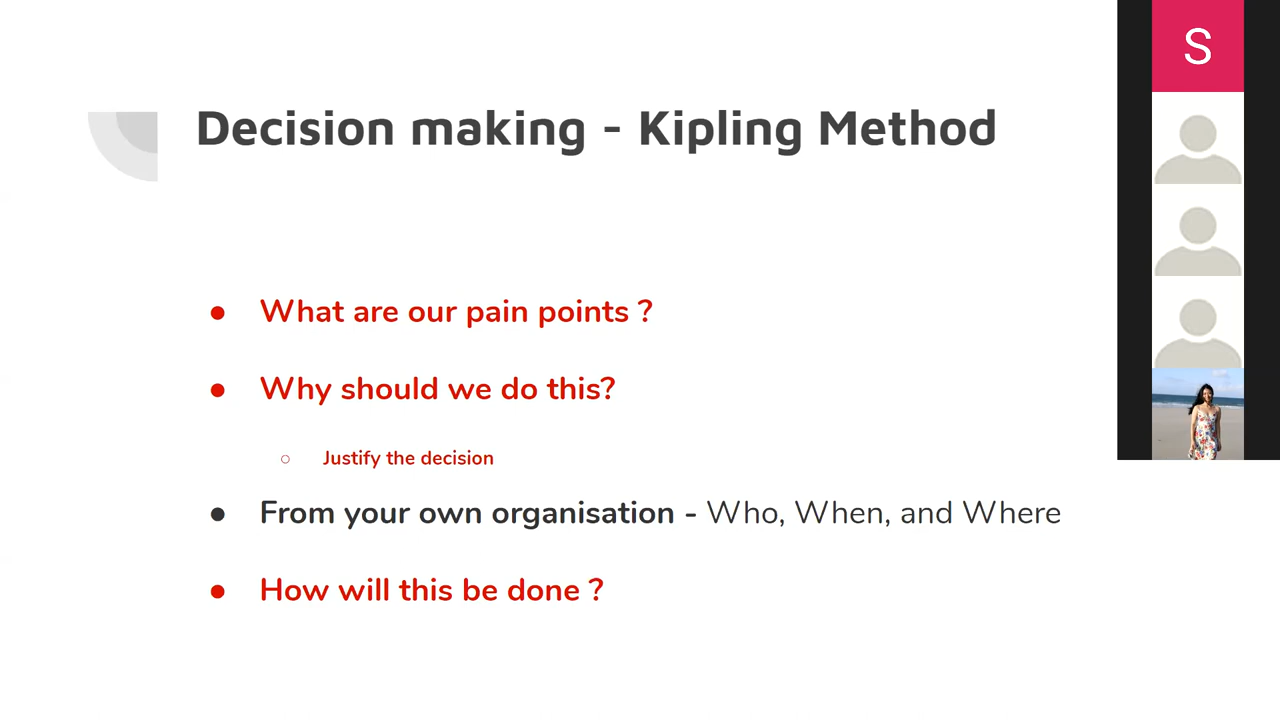 Decision making - Kipling Method
S
● What are our pain points ?
● Why should we do this?
○ Justify the decision
● From your own organisation - Who, When, and Where
● How will this be done ?